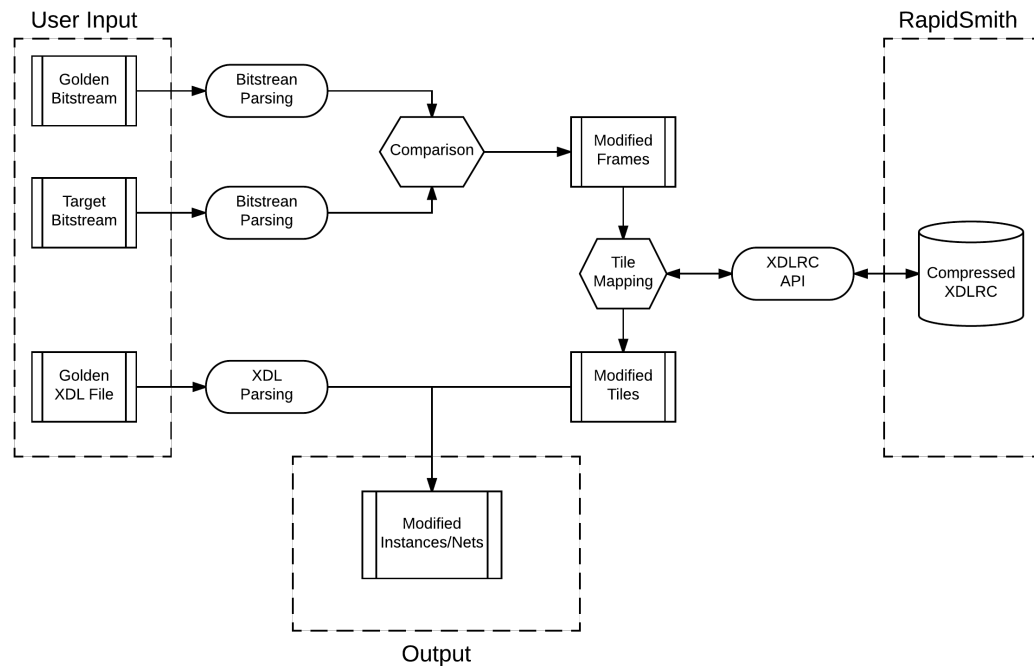 User Input
RapidSmith
Golden
Bitstream
Bitstrean
Parsing
Comparison
Modified
Frames
Target
Bitstream
Bitstrean
Parsing
Tile
Mapping
XDLRC
API
Compressed
XDLRC
Golden
XDL File
XDL
Parsing
Modified
Tiles
Modified
Instances/Nets
Output